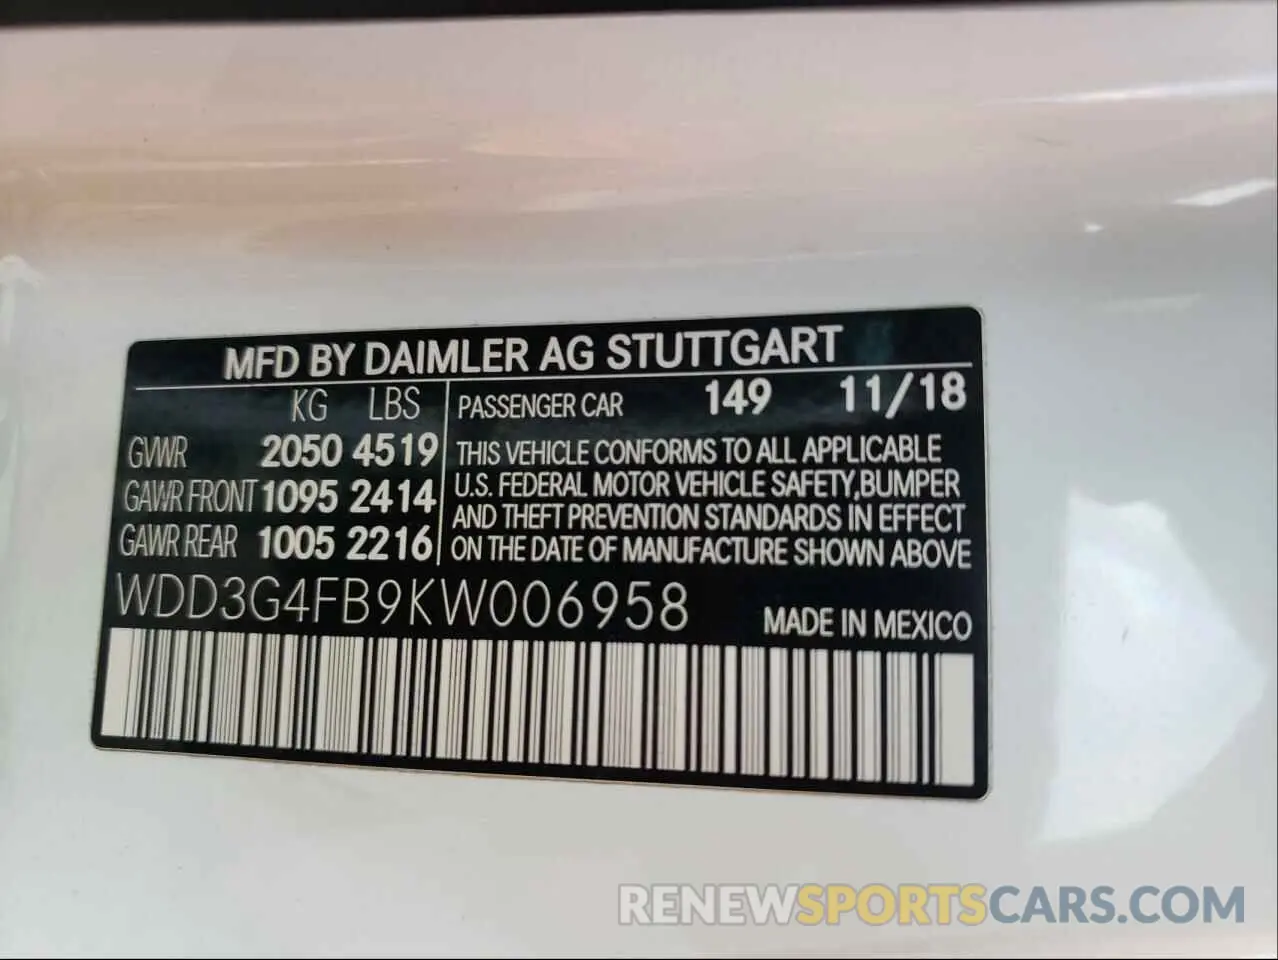 MFD BY DAIMLER AG STUTTGART
KG LBS
GVWR 2050 4519
GAWR FRONT 1095 2414
GAWR REAR 1005 2216
PASSENGER CAR 149 11/18
THIS VEHICLE CONFORMS TO ALL APPLICABLE
U.S. FEDERAL MOTOR VEHICLE SAFETY,BUMPER
AND THEFT PREVENTION STANDARDS IN EFFECT
ON THE DATE OF MANUFACTURE SHOWN ABOVE
WDD3G4FB9KW006958
MADE IN MEXICO
RENEWSPORTSCARS.COM